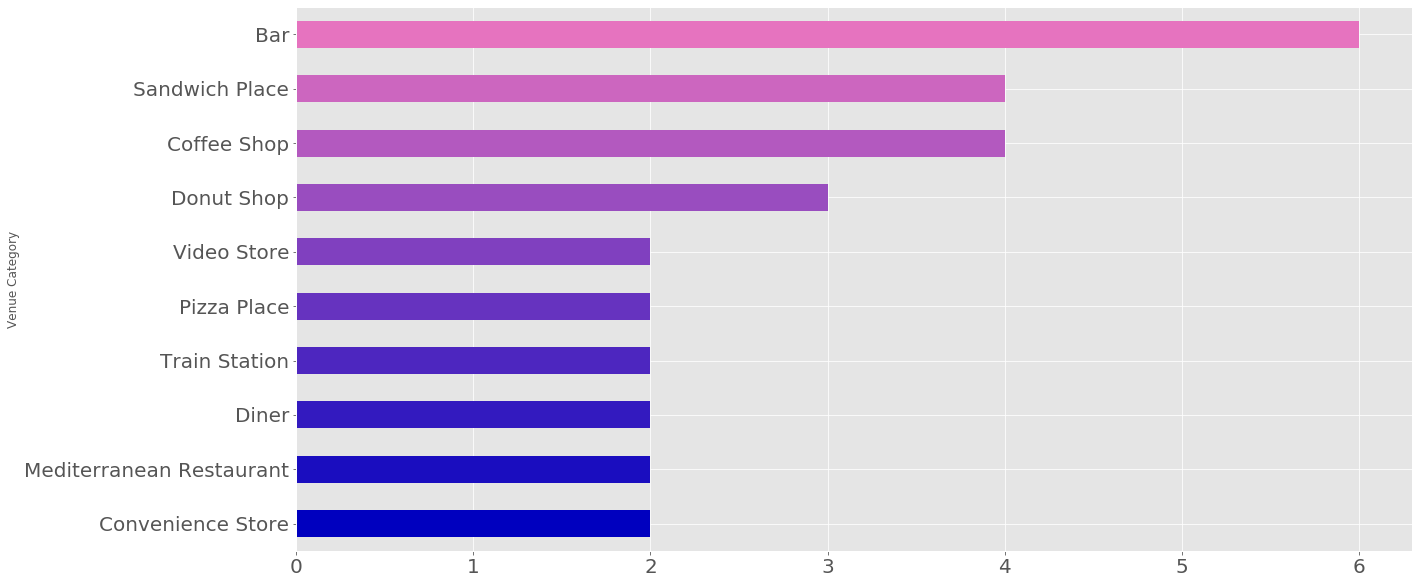 Venue Category
Bar
Sandwich Place
Coffee Shop
Donut Shop
Video Store
Pizza Place
Train Station
Diner
Mediterranean Restaurant
Convenience Store
0 1 2 3 4 5 6